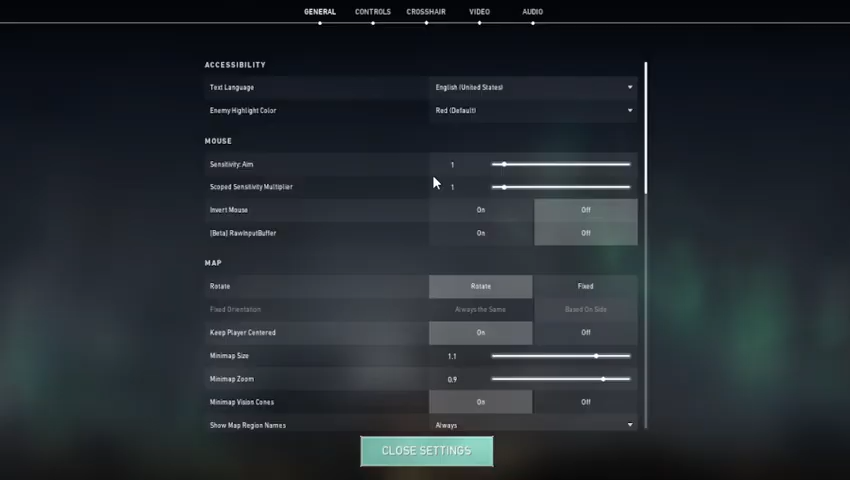 GENERAL CONTROLS CROSSHAIR VIDEO AUDIO
ACCESSIBILITY
Text Language English (United States)
Enemy Highlight Color Red (Default)
MOUSE
Sensitivity: Aim 1
Scoped Sensitivity Multiplier 1
Invert Mouse On Off
[Beta] RawInputBuffer On Off
MAP
Rotate Rotate Fixed
Fixed Orientation Always the Same Based On Side
Keep Player Centered On Off
Minimap Size 1.1
Minimap Zoom 0.9
Minimap Vision Cones On Off
Show Map Region Names Always
CLOSE SETTINGS